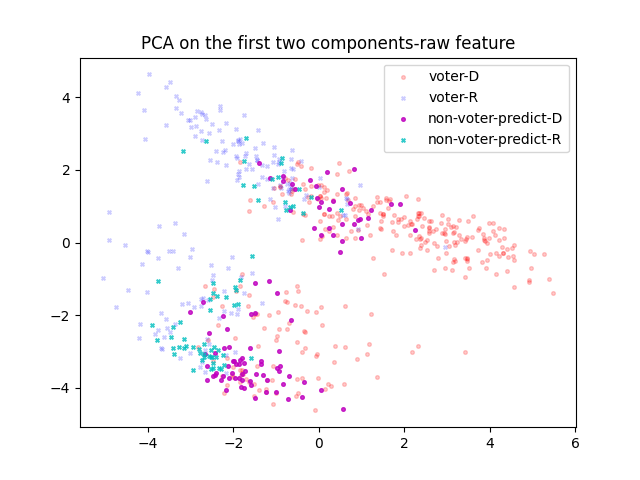 PCA on the first two components-raw feature
voter-D
voter-R
non-voter-predict-D
non-voter-predict-R
4
2
0
−2
−4
−4 −2 0 2 4 6